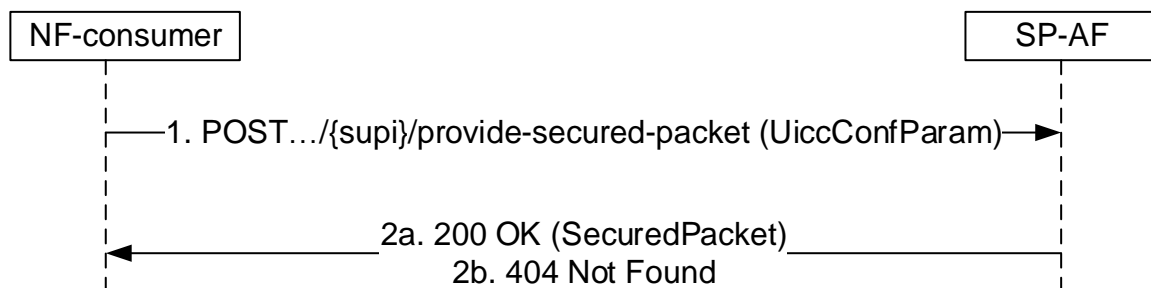 NF-consumer
SP-AF
1. POST…/{supi}/provide-secured-packet (UiccConfParam)
2a. 200 OK (SecuredPacket)
2b. 404 Not Found